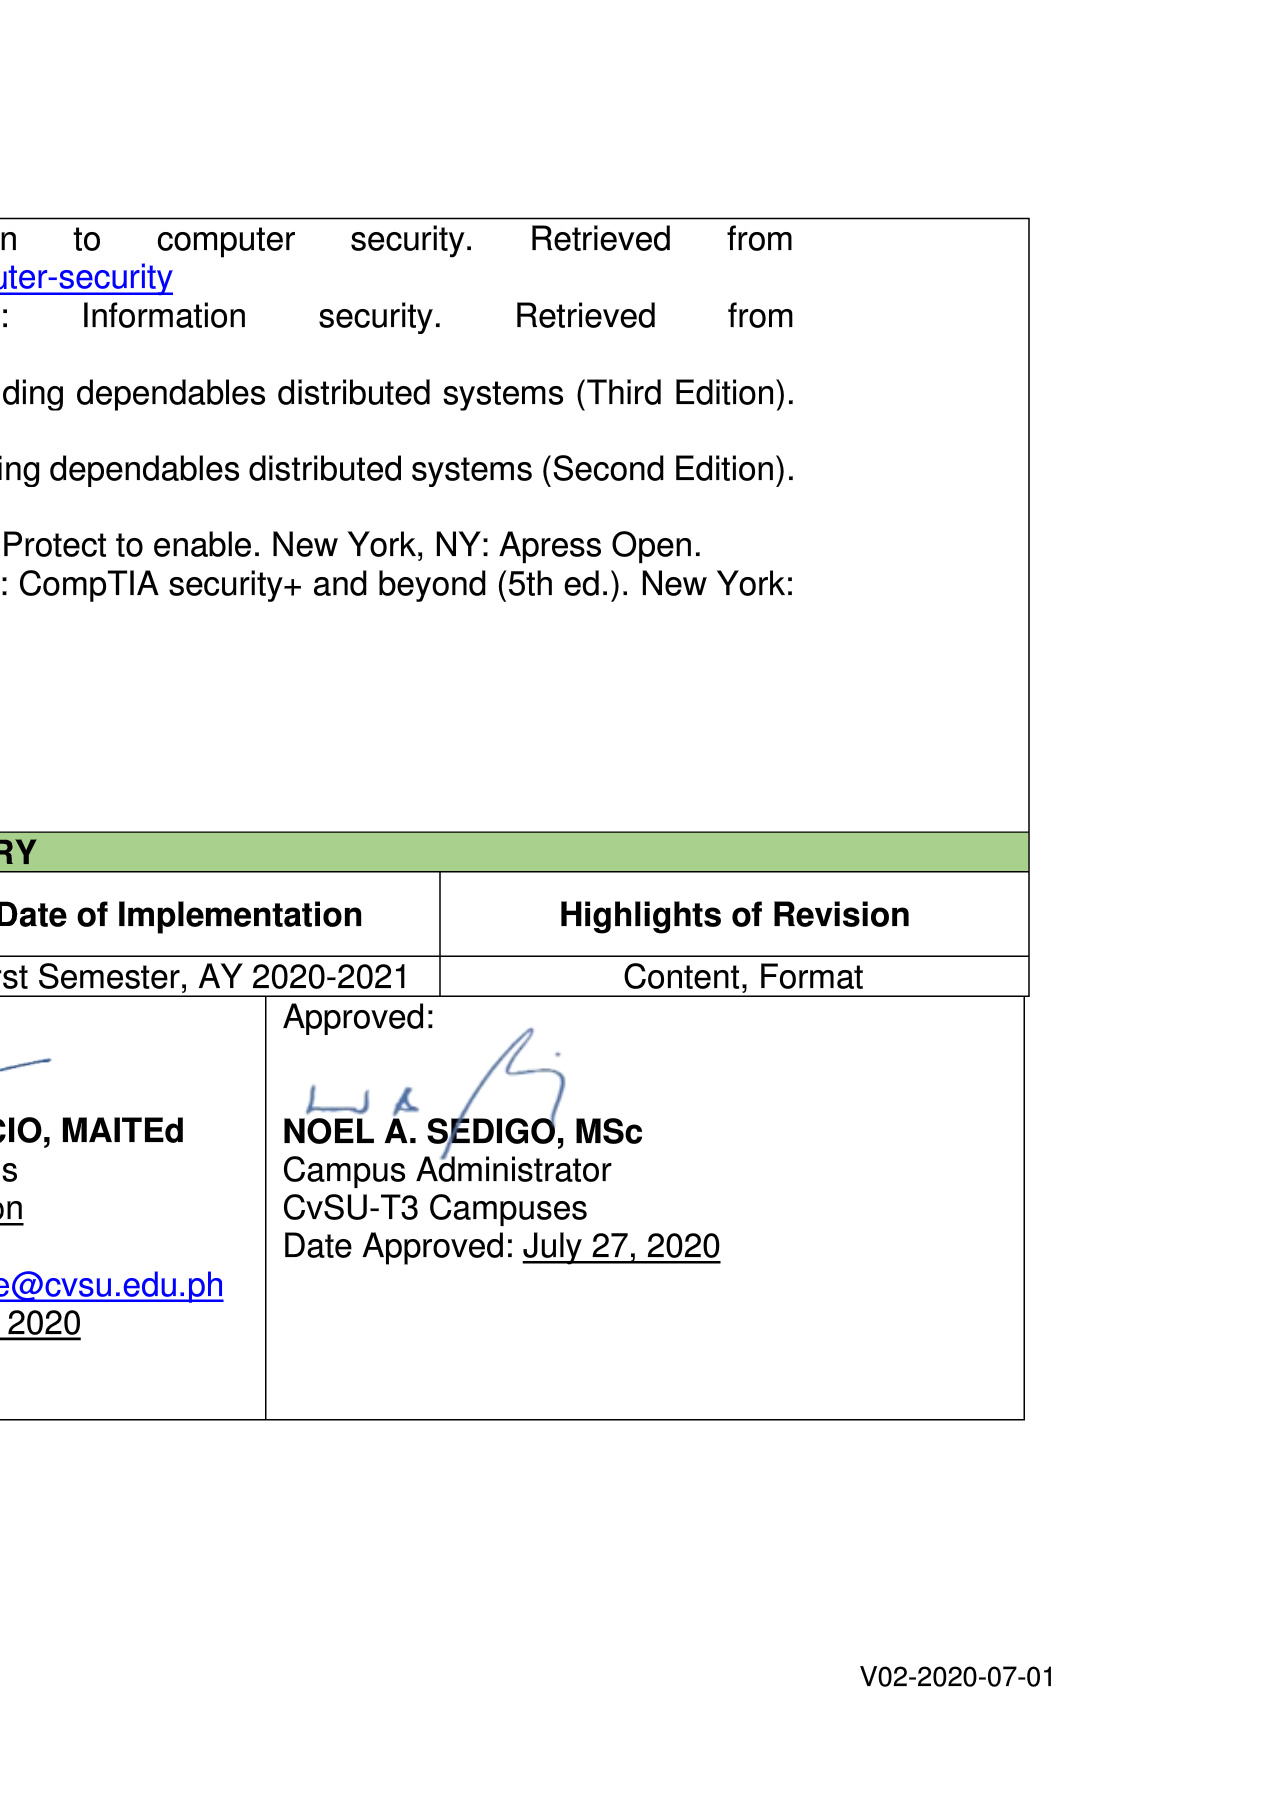 n to computer security. Retrieved from
uter-security
: Information security. Retrieved from
ding dependables distributed systems (Third Edition).
ing dependables distributed systems (Second Edition).
Protect to enable. New York, NY: Apress Open.
: CompTIA security+ and beyond (5th ed.). New York:
RY
Date of Implementation Highlights of Revision
rst Semester, AY 2020-2021 Content, Format
Approved:
CIO, MAITEd NOEL A. SEDIGO, MSc
s Campus Administrator
on CvSU-T3 Campuses
Date Approved: July 27, 2020
e@cvsu.edu.ph
2020
V02-2020-07-01